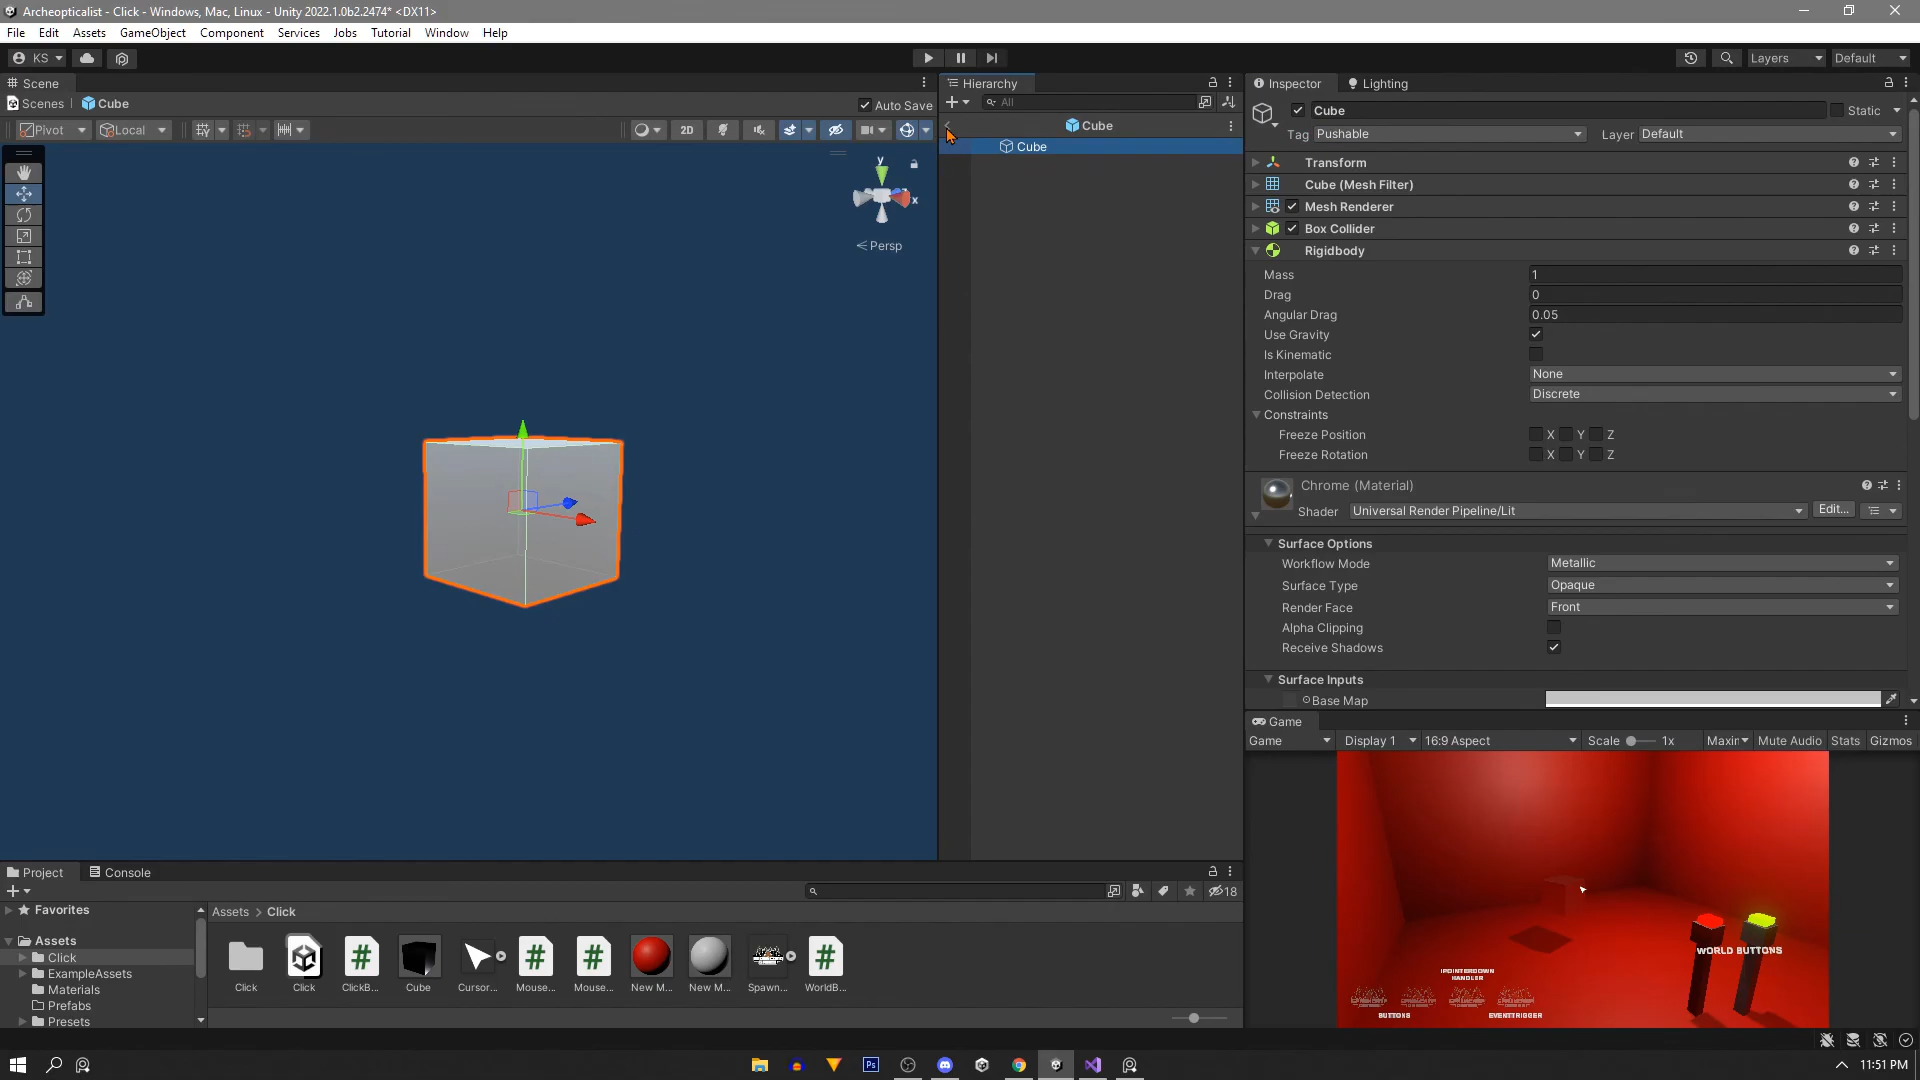 Archeopticalist - Click - Windows, Mac, Linux - Unity 2022.1.0b2.2474* <DX11>
File Edit Assets GameObject Component Services Jobs Tutorial Window Help
KS Layers Default
Scene
Scenes Cube Auto Save
Pivot Local 2D
y
x
Persp
Hierarchy
All
Cube
Cube
Inspector Lighting
Cube Static
Tag Pushable Layer Default
Transform
Cube (Mesh Filter)
Mesh Renderer
Box Collider
Rigidbody
Mass 1
Drag 0
Angular Drag 0.05
Use Gravity
Is Kinematic
Interpolate None
Collision Detection Discrete
Constraints
Freeze Position X Y Z
Freeze Rotation X Y Z
Chrome (Material)
Shader Universal Render Pipeline/Lit Edit...
Surface Options
Workflow Mode Metallic
Surface Type Opaque
Render Face Front
Alpha Clipping
Receive Shadows
Surface Inputs
Base Map
Game
Game Display 1 16:9 Aspect Scale 1x Maxin Mute Audio Stats Gizmos
WORLD BUTTONS
IPOINTERDOWN
HANDLER
BUTTONS EVENTTRIGGER
Project Console
18
Favorites
Assets
Click
ExampleAssets
Materials
Prefabs
Presets
Assets > Click
Click Click ClickB... Cube Cursor... Mouse... Mouse... New M... New M... Spawn... WorldB...
Ps
11:51 PM